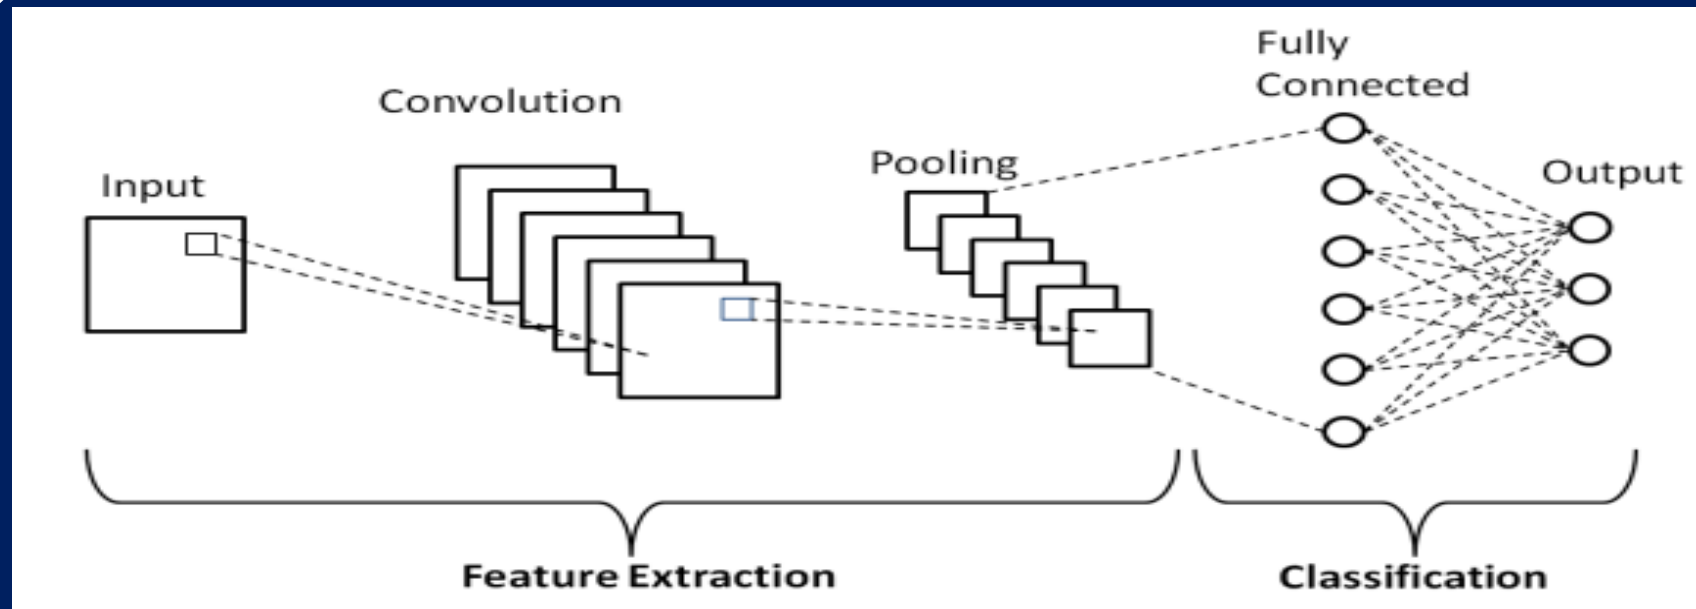 Input
Convolution
Pooling
Fully
Connected
Output
Feature Extraction
Classification